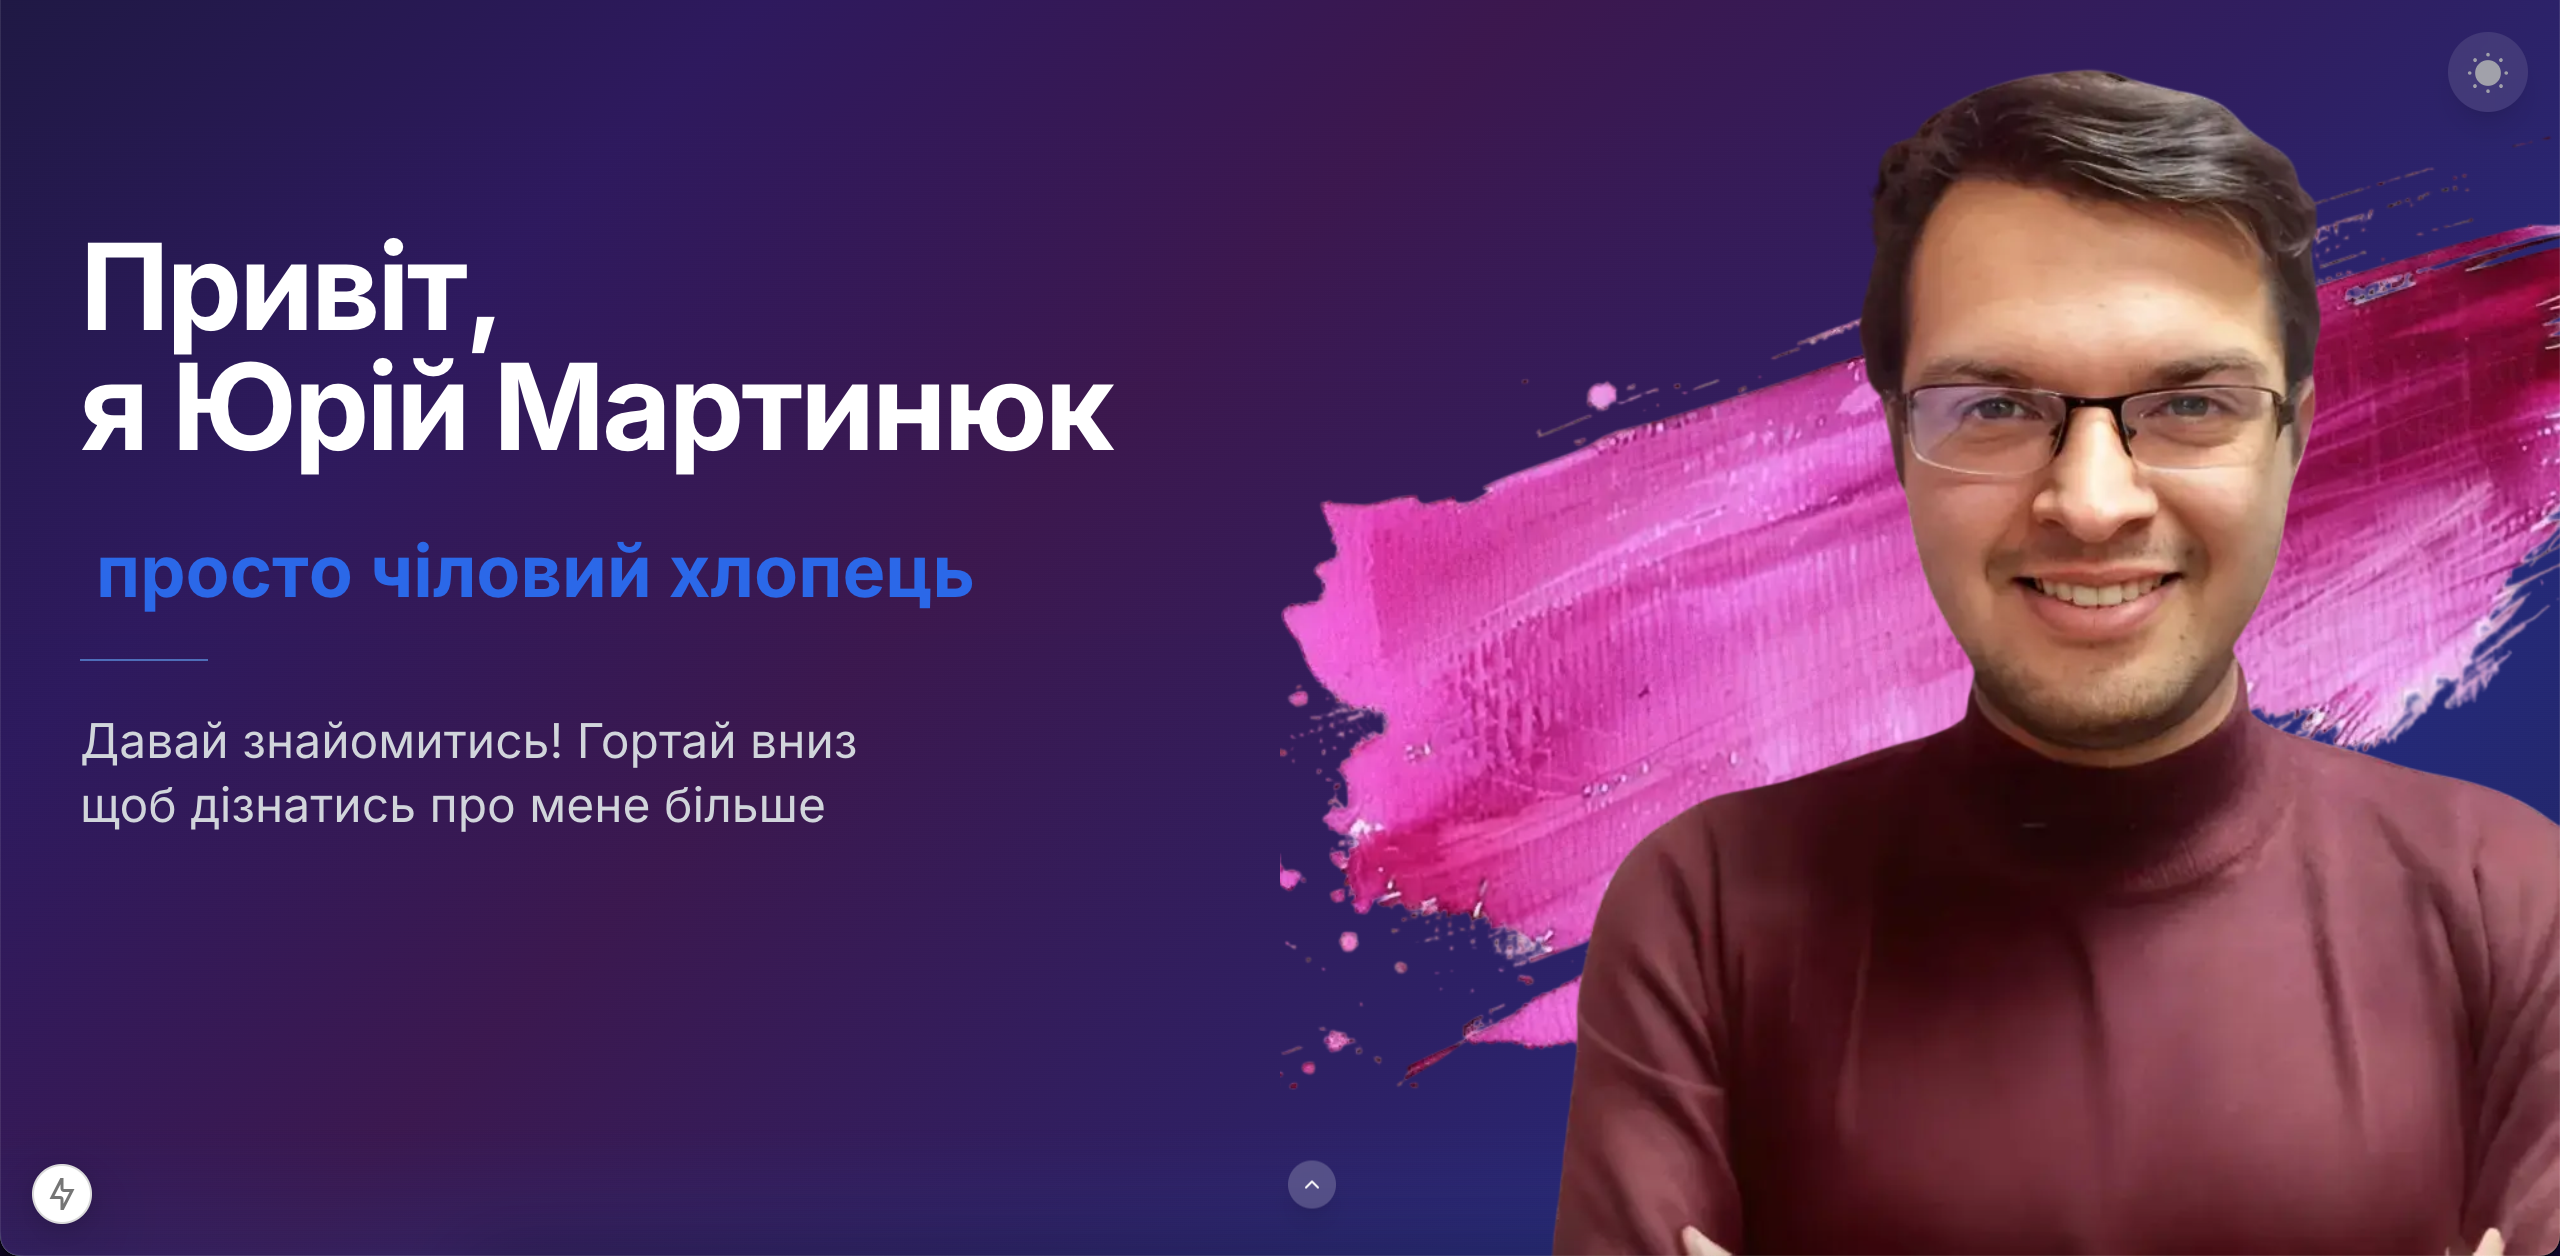 Привіт,
я Юрій Мартинюк
просто чіловий хлопець
Давай знайомитись! Гортай вниз
щоб дізнатись про мене більше